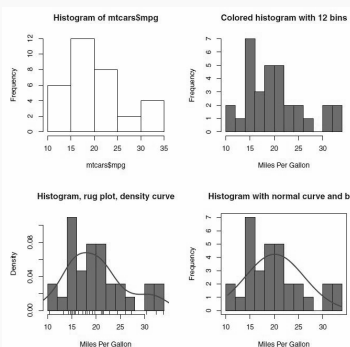 Histogram of mtcars$mpg
Frequency
0 2 4 6 8 10 12
10 15 20 25 30 35
mtcars$mpg
Colored histogram with 12 bins
Frequency
0 1 2 3 4 5 6 7
10 15 20 25 30
Miles Per Gallon
Histogram, rug plot, density curve
Density
0.00 0.04 0.08
10 15 20 25 30
Miles Per Gallon
Histogram with normal curve and b
Frequency
0 1 2 3 4 5 6 7
10 15 20 25 30
Miles Per Gallon